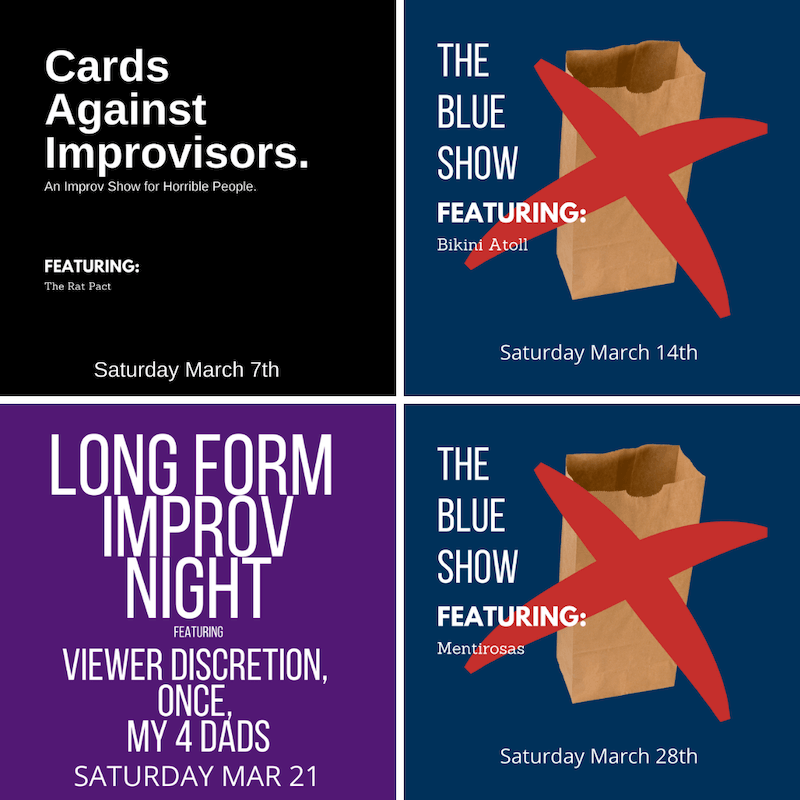 Cards
Against
Improvisors.
An Improv Show for Horrible People.
FEATURING:
The Rat Pact
Saturday March 7th
THE
BLUE
SHOW
FEATURING:
Bikini Atoll
Saturday March 14th
LONG FORM
IMPROV
NIGHT
FEATURING
VIEWER DISCRETION,
ONCE,
MY 4 DADS
SATURDAY MAR 21
THE
BLUE
SHOW
FEATURING:
Mentirosas
Saturday March 28th